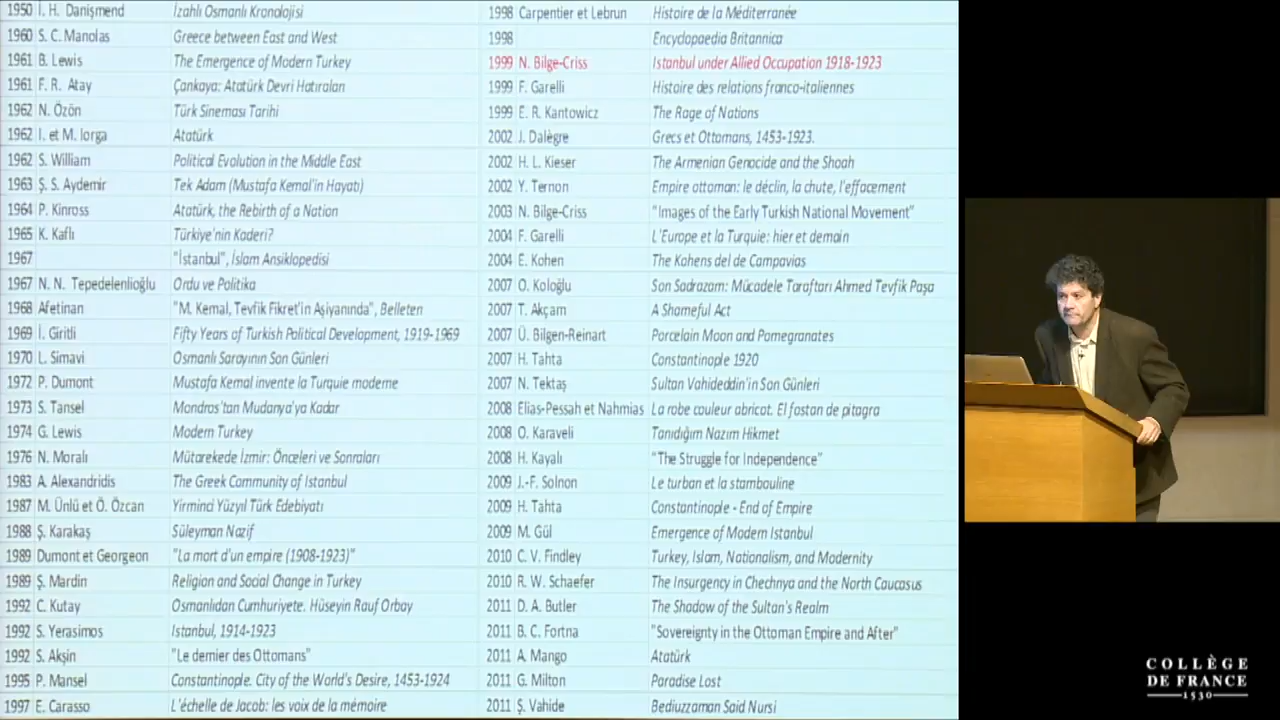 1950 İ. H. Danişmend İzahlı Osmanlı Kronolojisi
1960 S. C. Manolas Greece between East and West
1961 B. Lewis The Emergence of Modern Turkey
1961 F. R. Atay Çankaya: Atatürk Devri Hatıraları
1962 N. Özön Türk Sineması Tarihi
1962 I. et M. Iorga Atatürk
1962 S. William Political Evolution in the Middle East
1963 Ş. S. Aydemir Tek Adam (Mustafa Kemal'in Hayatı)
1964 P. Kinross Atatürk, the Rebirth of a Nation
1965 K. Kaflı Türkiye'nin Kaderi?
1967 "İstanbul", İslam Ansiklopedisi
1967 N. N. Tepedelenlioğlu Ordu ve Politika
1968 Afetinan "M. Kemal, Tevfik Fikret'in Aşiyanında", Belleten
1969 İ. Giritli Fifty Years of Turkish Political Development, 1919-1969
1970 L. Simavi Osmanlı Sarayının Son Günleri
1972 P. Dumont Mustafa Kemal invente la Turquie moderne
1973 S. Tansel Mondros'tan Mudanya'ya Kadar
1974 G. Lewis Modern Turkey
1976 N. Moralı Mütarekede İzmir: Önceleri ve Sonraları
1983 A. Alexandridis The Greek Community of Istanbul
1987 M. Ünlü et Ö. Özcan Yirminci Yüzyıl Türk Edebiyatı
1988 Ş. Karakaş Süleyman Nazif
1989 Dumont et Georgeon "La mort d'un empire (1908-1923)"
1989 Ş. Mardin Religion and Social Change in Turkey
1992 C. Kutay Osmanlıdan Cumhuriyete. Hüseyin Rauf Orbay
1992 S. Yerasimos Istanbul, 1914-1923
1992 S. Akşin "Le dernier des Ottomans"
1995 P. Mansel Constantinople. City of the World's Desire, 1453-1924
1997 E. Carasso L'échelle de Jacob: les voix de la mémoire
1998 Carpentier et Lebrun Histoire de la Méditerranée
1998 Encyclopaedia Britannica
1999 N. Bilge-Criss Istanbul under Allied Occupation 1918-1923
1999 F. Garelli Histoire des relations franco-italiennes
1999 E. R. Kantowicz The Rage of Nations
2002 J. Dalègre Grecs et Ottomans, 1453-1923.
2002 H. L. Kieser The Armenian Genocide and the Shoah
2002 Y. Ternon Empire ottoman: le déclin, la chute, l'effacement
2003 N. Bilge-Criss "Images of the Early Turkish National Movement"
2004 F. Garelli L'Europe et la Turquie: hier et demain
2004 E. Kohen The Kohens del de Campavias
2007 O. Koloğlu Son Sadrazam: Mücadele Taraftarı Ahmed Tevfik Paşa
2007 T. Akçam A Shameful Act
2007 Ü. Bilgen-Reinart Porcelain Moon and Pomegranates
2007 H. Tahta Constantinople 1920
2007 N. Tektaş Sultan Vahideddin'in Son Günleri
2008 Elias-Pessah et Nahmias La robe couleur abricot. El fostan de pitagra
2008 O. Karaveli Tanıdığım Nazım Hikmet
2008 H. Kayalı "The Struggle for Independence"
2009 J.-F. Solnon Le turban et la stambouline
2009 H. Tahta Constantinople - End of Empire
2009 M. Gül Emergence of Modern Istanbul
2010 C. V. Findley Turkey, Islam, Nationalism, and Modernity
2010 R. W. Schaefer The Insurgency in Chechnya and the North Caucasus
2011 D. A. Butler The Shadow of the Sultan's Realm
2011 B. C. Fortna "Sovereignty in the Ottoman Empire and After"
2011 A. Mango Atatürk
2011 G. Milton Paradise Lost
2011 Ş. Vahide Bediuzzaman Said Nursi
COLLÈGE
DE FRANCE
1530